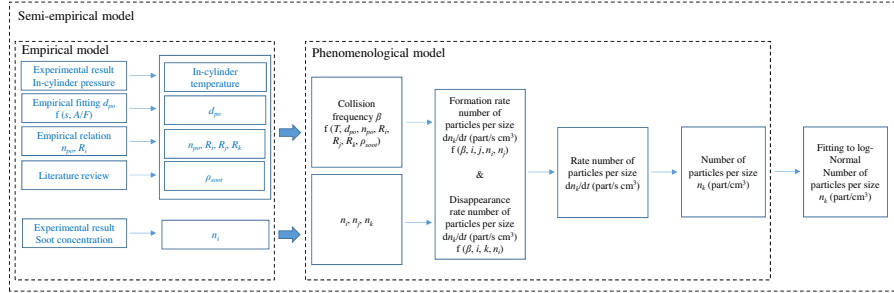 Semi-empirical model
Empirical model
Experimental result
In-cylinder pressure
In-cylinder
temperature
Empirical fitting dpo
f (s, A/F)
dpo
Empirical relation
npo, Ri
npo, Ri, Rj, Rk
Literature review
ρsoot
Experimental result
Soot concentration
ni
Phenomenological model
Collision
frequency β
f (T, dpo, npo, Ri,
Rj, Rk, ρsoot)
ni, nj, nk
Formation rate
number of
particles per size
dnk/dt (part/s cm³)
f (β, i, j, ni, nj)
&
Disappearance
rate number of
particles per size
dnk/dt (part/s cm³)
f (β, i, k, ni)
Rate number of
particles per size
dnk/dt (part/s cm³)
Number of
particles per size
nk (part/cm³)
Fitting to log-
Normal
Number of
particles per size
nk (part/cm³)